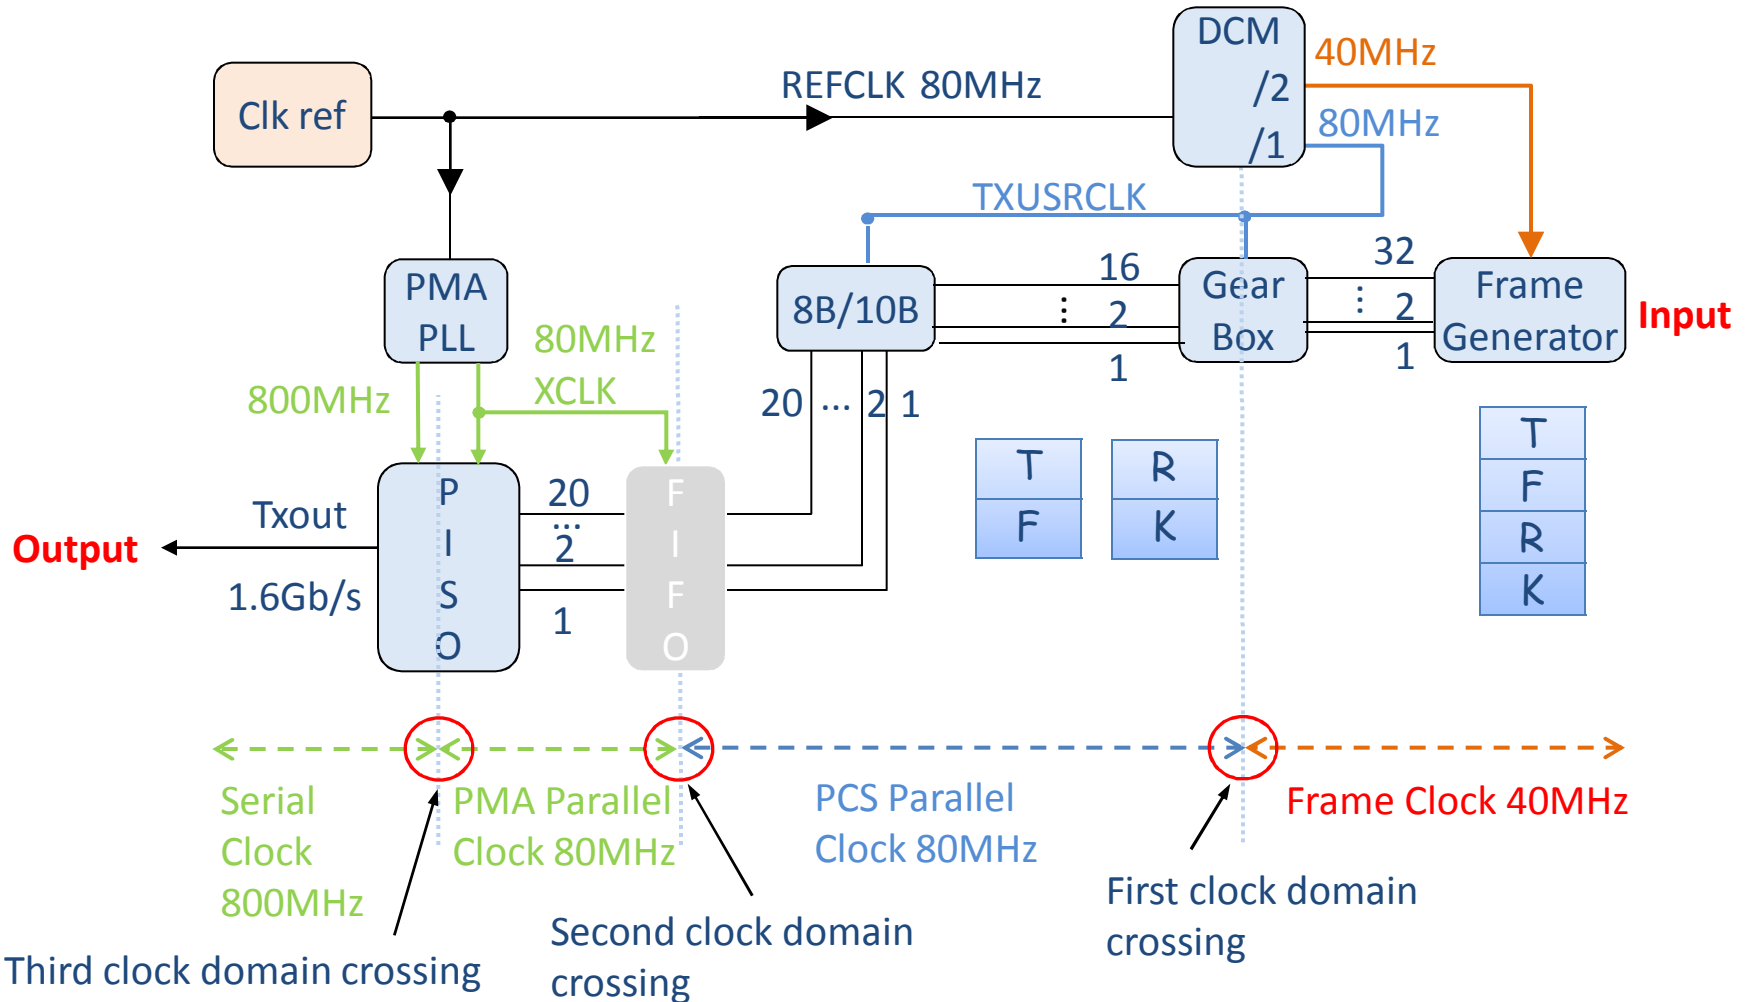 DCM
/2
/1
40MHz
80MHz
Clk ref
REFCLK 80MHz
TXUSRCLK
PMA
PLL
800MHz
80MHz
XCLK
8B/10B
16
⋮ 2
1
Gear
Box
32
⋮ 2
1
Frame
Generator
Input
20 ... 2 1
T
F
R
K
T
F
R
K
P
I
S
O
20
...
2
1
F
I
F
O
Txout
Output
1.6Gb/s
Serial
Clock
800MHz
PMA Parallel
Clock 80MHz
PCS Parallel
Clock 80MHz
Frame Clock 40MHz
Third clock domain crossing
Second clock domain
crossing
First clock domain
crossing